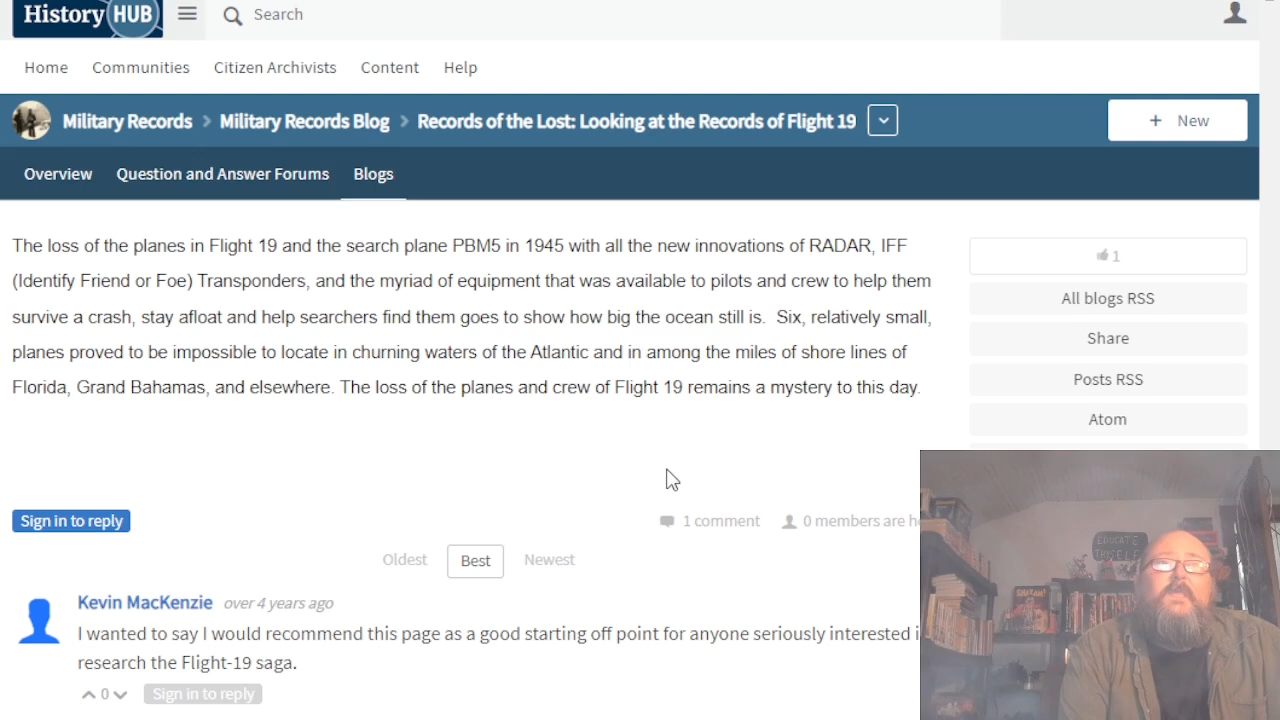 History HUB
Search
Home Communities Citizen Archivists Content Help
Military Records > Military Records Blog > Records of the Lost: Looking at the Records of Flight 19
+ New
Overview Question and Answer Forums Blogs
The loss of the planes in Flight 19 and the search plane PBM5 in 1945 with all the new innovations of RADAR, IFF
(Identify Friend or Foe) Transponders, and the myriad of equipment that was available to pilots and crew to help them
survive a crash, stay afloat and help searchers find them goes to show how big the ocean still is. Six, relatively small,
planes proved to be impossible to locate in churning waters of the Atlantic and in among the miles of shore lines of
Florida, Grand Bahamas, and elsewhere. The loss of the planes and crew of Flight 19 remains a mystery to this day.
1
All blogs RSS
Share
Posts RSS
Atom
Sign in to reply
1 comment 0 members are he
Oldest Best Newest
Kevin MacKenzie over 4 years ago
I wanted to say I would recommend this page as a good starting off point for anyone seriously interested i
research the Flight-19 saga.
0 Sign in to reply
EDUCATE
THYSELF
SHAZAM!